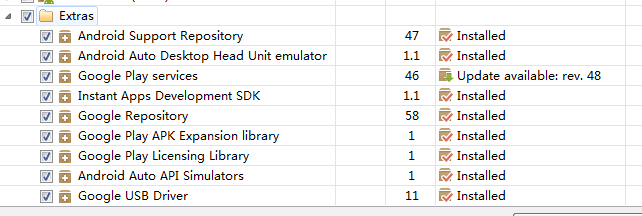 Extras
Android Support Repository 47 Installed
Android Auto Desktop Head Unit emulator 1.1 Installed
Google Play services 46 Update available: rev. 48
Instant Apps Development SDK 1.1 Installed
Google Repository 58 Installed
Google Play APK Expansion library 1 Installed
Google Play Licensing Library 1 Installed
Android Auto API Simulators 1 Installed
Google USB Driver 11 Installed